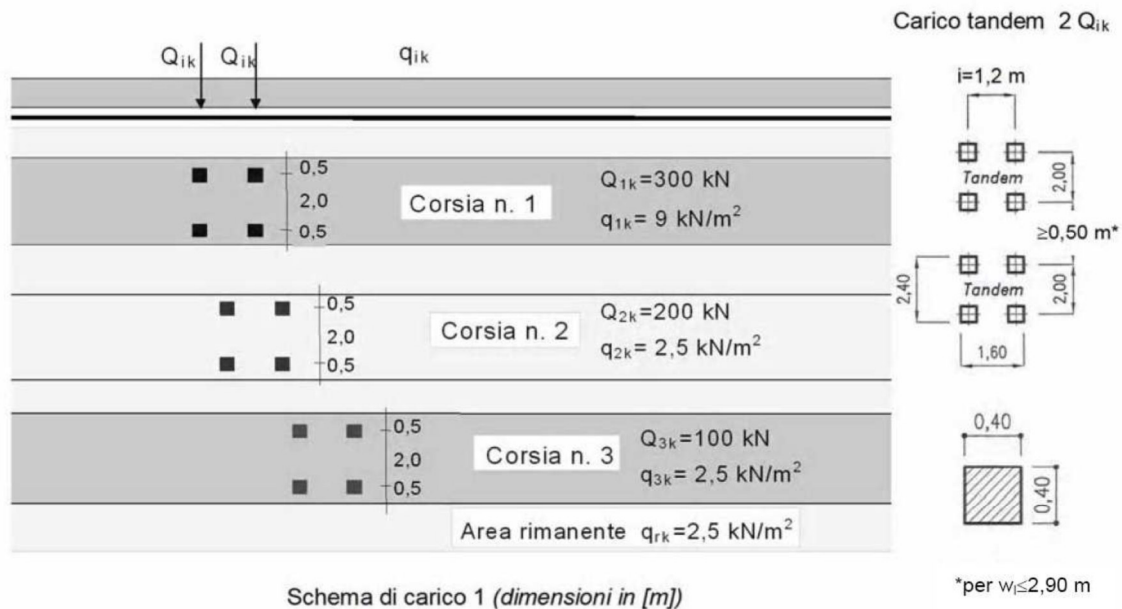 Carico tandem 2 Qik
Qik Qik qik
i=1,2 m
0,5
2,0
0,5
Corsia n. 1
Q1k=300 kN
q1k= 9 kN/m²
Tandem
2,00
≥0,50 m*
0,5
2,0
0,5
Corsia n. 2
Q2k=200 kN
q2k= 2,5 kN/m²
2,40
Tandem
2,00
1,60
0,5
2,0
0,5
Corsia n. 3
Q3k=100 kN
q3k= 2,5 kN/m²
0,40
0,40
Area rimanente qrk=2,5 kN/m²
Schema di carico 1 (dimensioni in [m])
*per wl≤2,90 m